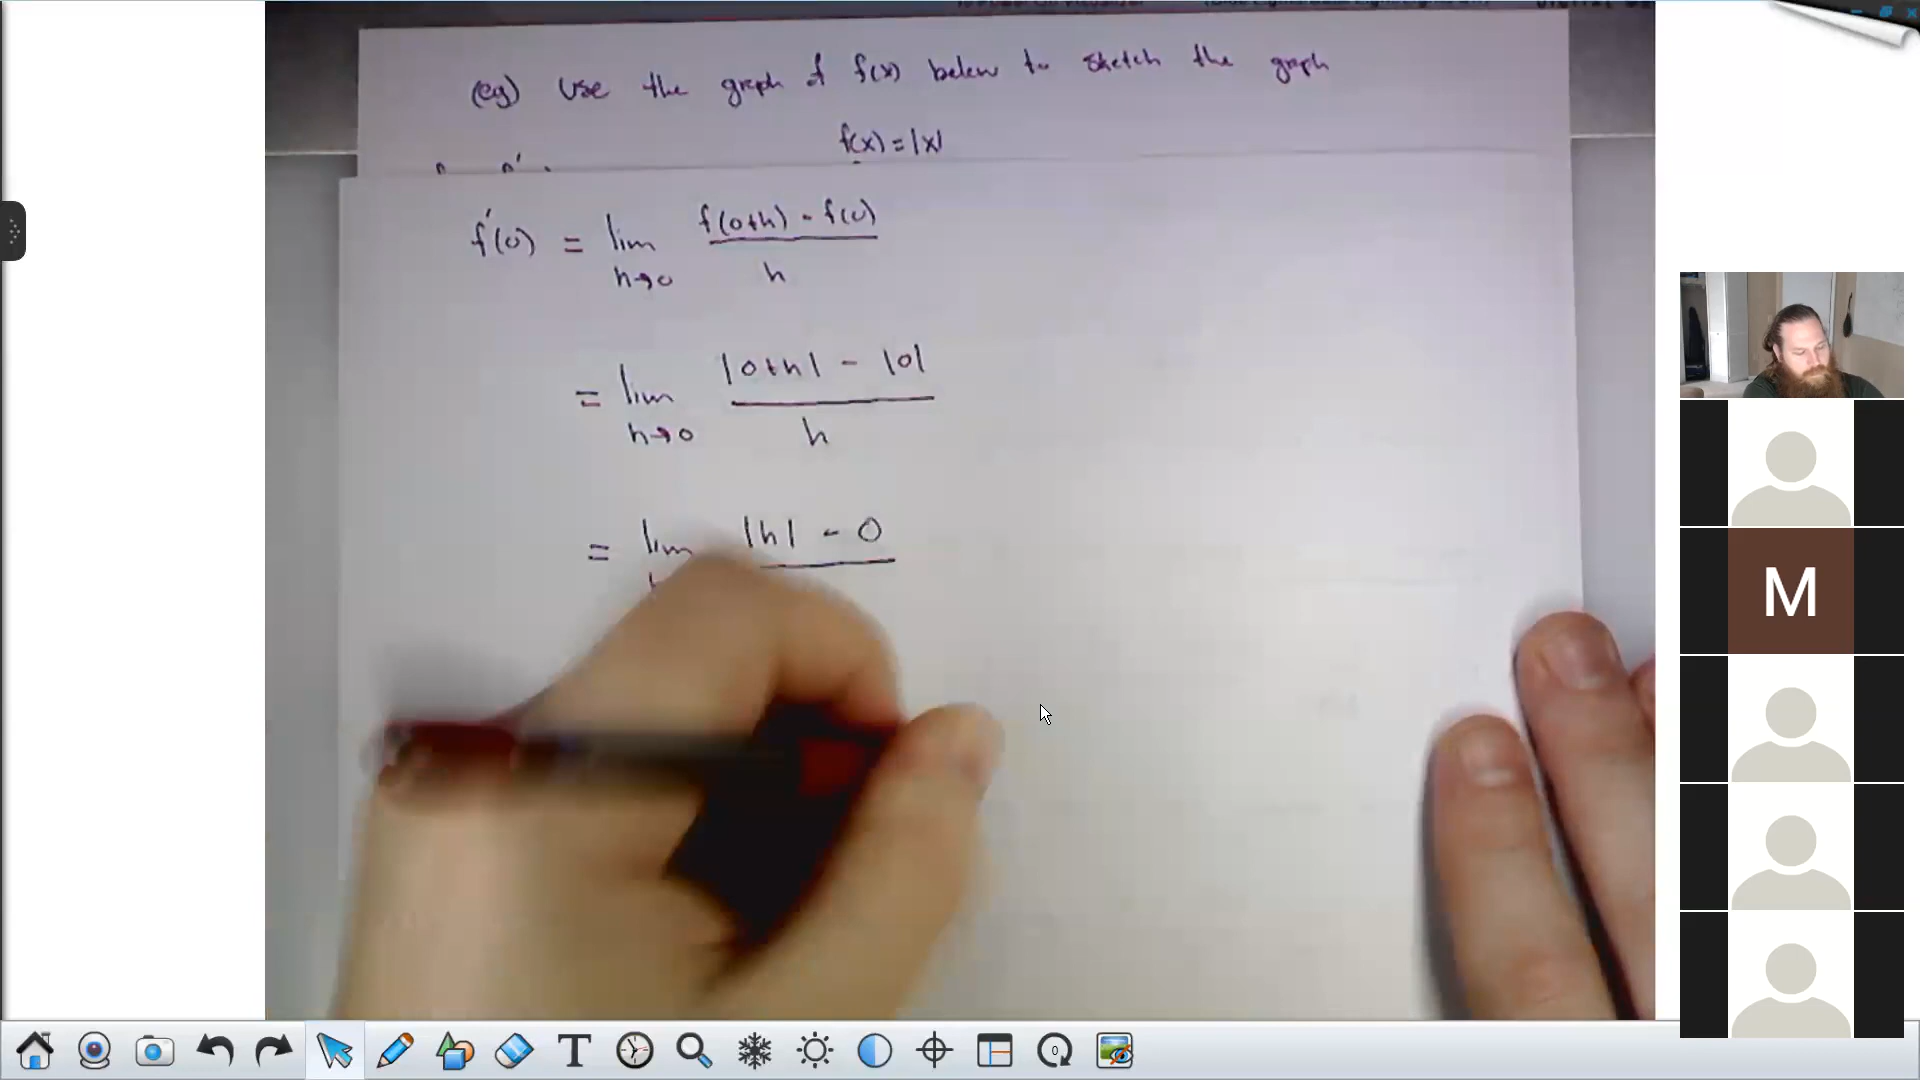 (eg) Use the graph of f(x) below to sketch the graph
f(x) = |x|
f'(0) = lim h→0 f(0+h) - f(0) / h
= lim h→0 |0+h| - |0| / h
= lim |h| - 0
M
T
0